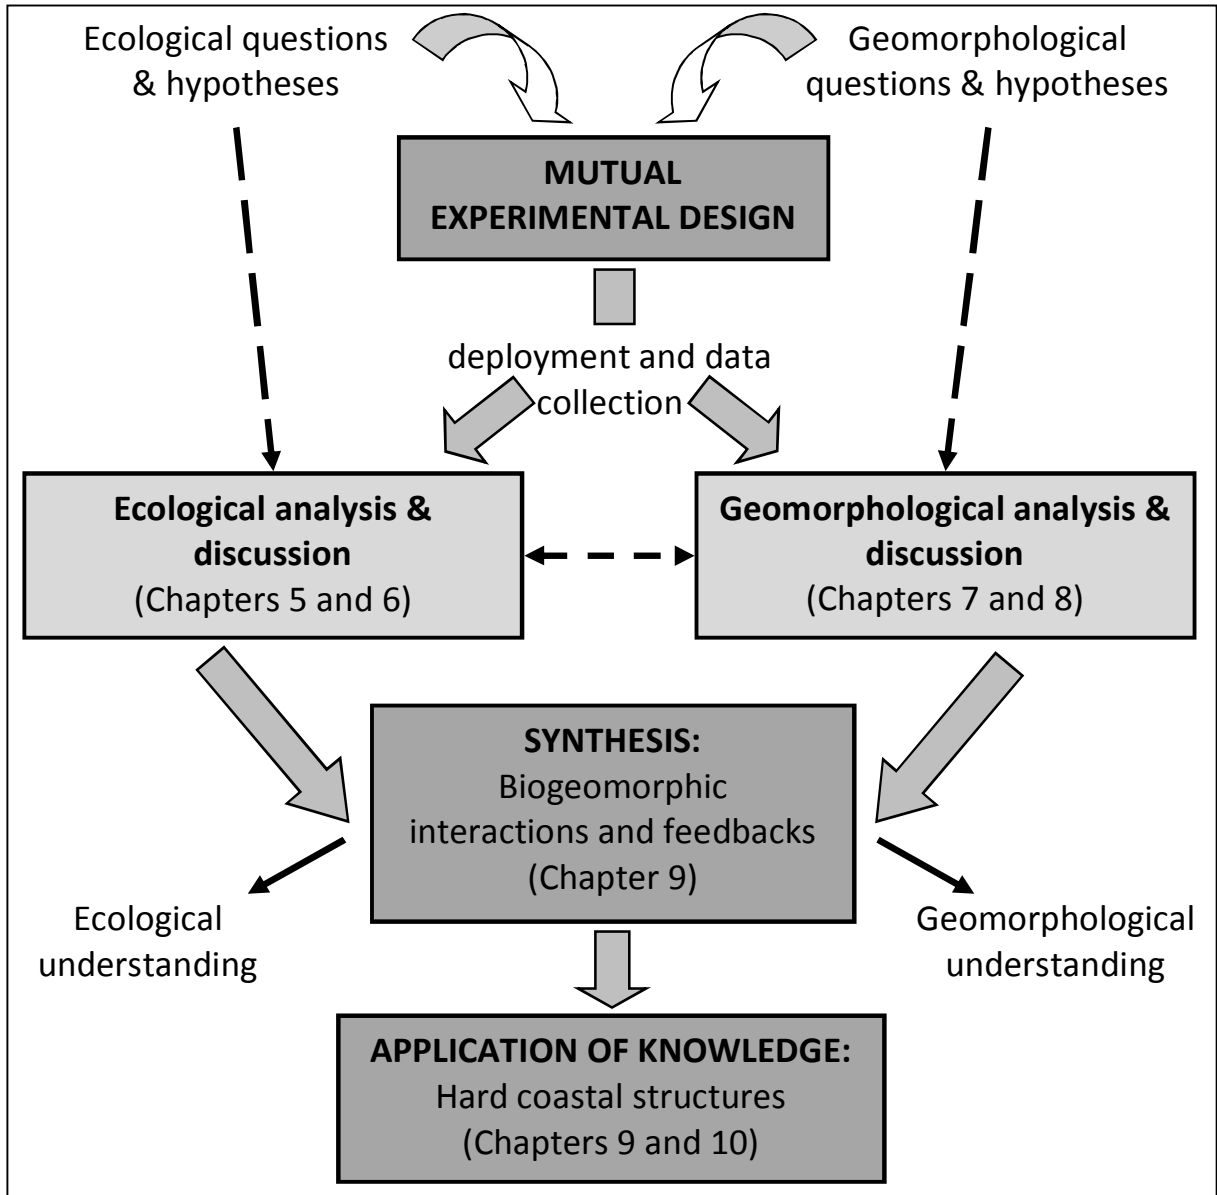 Ecological questions
& hypotheses
Geomorphological
questions & hypotheses
MUTUAL
EXPERIMENTAL DESIGN
deployment and data
collection
Ecological analysis &
discussion
(Chapters 5 and 6)
Geomorphological analysis &
discussion
(Chapters 7 and 8)
SYNTHESIS:
Biogeomorphic
interactions and feedbacks
(Chapter 9)
Ecological
understanding
Geomorphological
understanding
APPLICATION OF KNOWLEDGE:
Hard coastal structures
(Chapters 9 and 10)